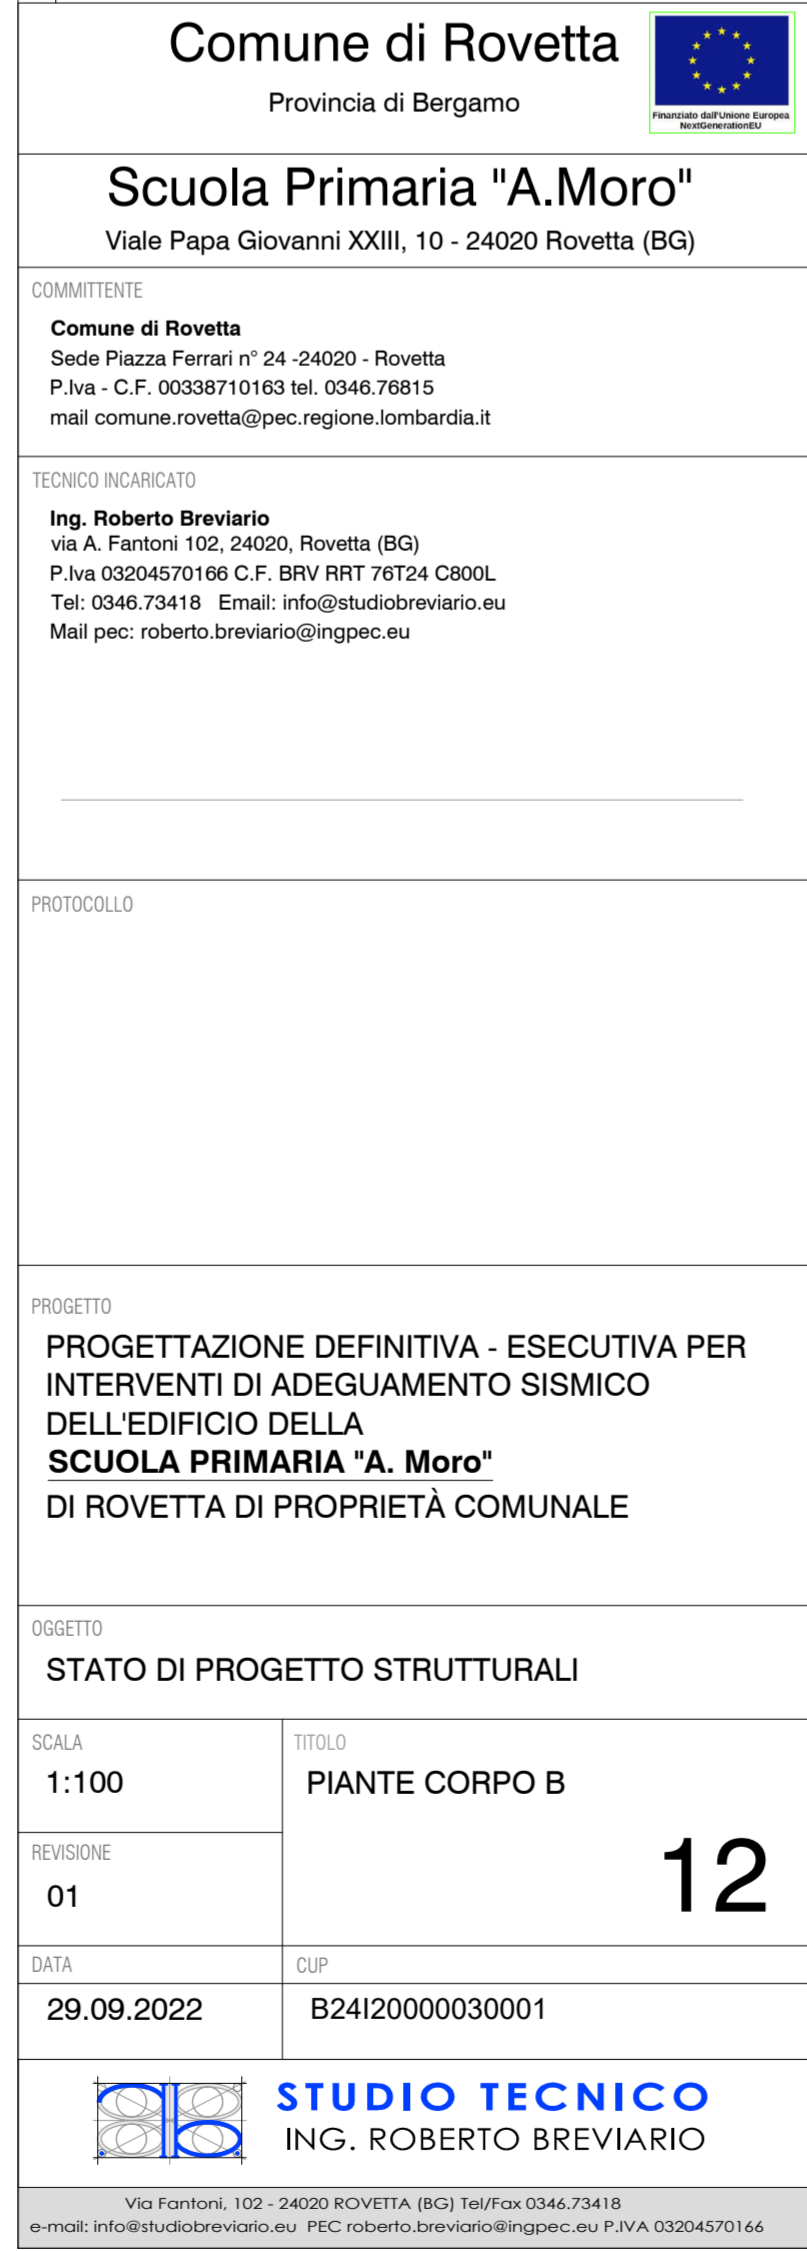 Comune di Rovetta
Provincia di Bergamo
Finanziato dall'Unione Europea
NextGenerationEU
Scuola Primaria "A.Moro"
Viale Papa Giovanni XXIII, 10 - 24020 Rovetta (BG)
COMMITTENTE
Comune di Rovetta
Sede Piazza Ferrari n° 24 -24020 - Rovetta
P.Iva - C.F. 00338710163 tel. 0346.76815
mail comune.rovetta@pec.regione.lombardia.it
TECNICO INCARICATO
Ing. Roberto Breviario
via A. Fantoni 102, 24020, Rovetta (BG)
P.Iva 03204570166 C.F. BRV RRT 76T24 C800L
Tel: 0346.73418 Email: info@studiobreviario.eu
Mail pec: roberto.breviario@ingpec.eu
PROTOCOLLO
PROGETTO
PROGETTAZIONE DEFINITIVA - ESECUTIVA PER
INTERVENTI DI ADEGUAMENTO SISMICO
DELL'EDIFICIO DELLA
SCUOLA PRIMARIA "A. Moro"
DI ROVETTA DI PROPRIETÀ COMUNALE
OGGETTO
STATO DI PROGETTO STRUTTURALI
SCALA
1:100
TITOLO
PIANTE CORPO B
12
REVISIONE
01
DATA
29.09.2022
CUP
B24I20000030001
STUDIO TECNICO
ING. ROBERTO BREVIARIO
Via Fantoni, 102 - 24020 ROVETTA (BG) Tel/Fax 0346.73418
e-mail: info@studiobreviario.eu PEC roberto.breviario@ingpec.eu P.IVA 03204570166